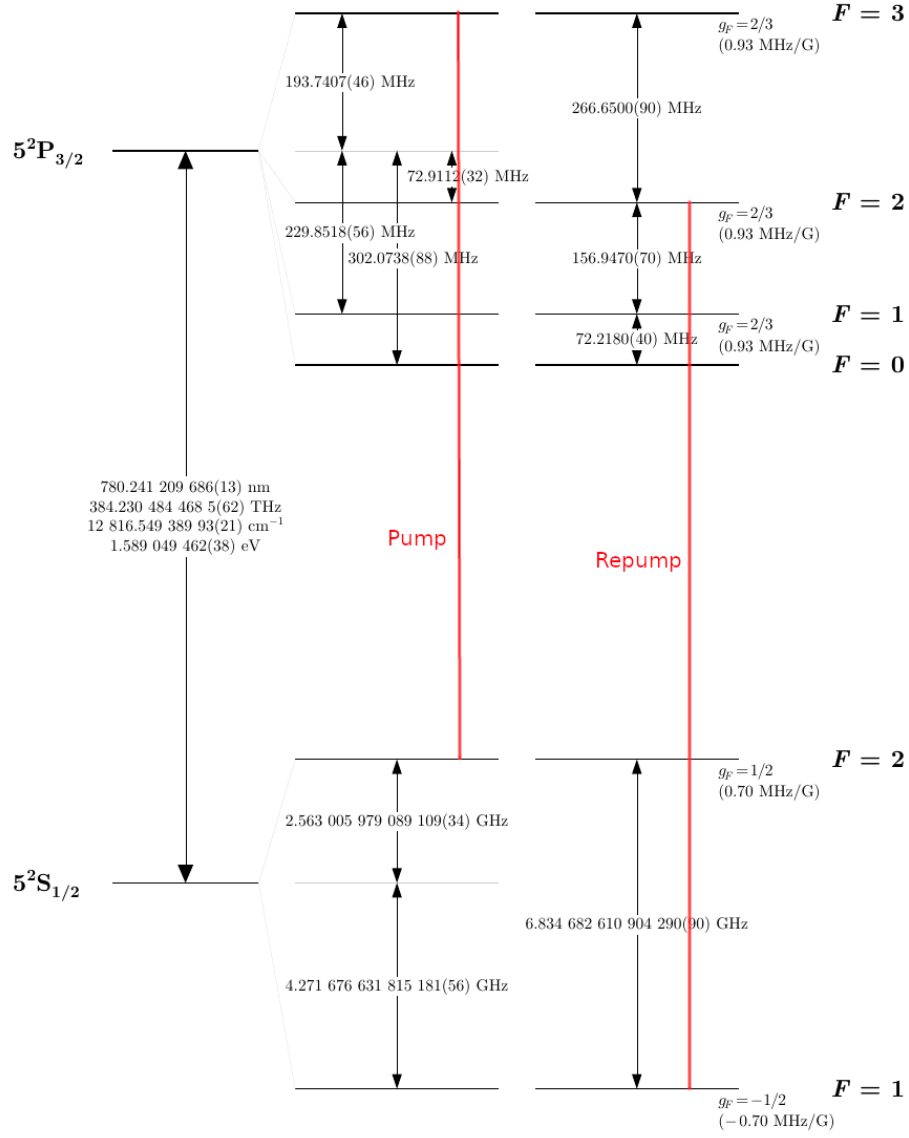 F = 3
g_F = 2/3
(0.93 MHz/G)
193.7407(46) MHz
266.6500(90) MHz
5²P₃/₂
72.9112(32) MHz
F = 2
g_F = 2/3
(0.93 MHz/G)
229.8518(56) MHz
302.0738(88) MHz
156.9470(70) MHz
F = 1
g_F = 2/3
(0.93 MHz/G)
72.2180(40) MHz
F = 0
780.241 209 686(13) nm
384.230 484 468 5(62) THz
12 816.549 389 93(21) cm⁻¹
1.589 049 462(38) eV
Pump
Repump
F = 2
g_F = 1/2
(0.70 MHz/G)
2.563 005 979 089 109(34) GHz
5²S₁/₂
6.834 682 610 904 290(90) GHz
4.271 676 631 815 181(56) GHz
F = 1
g_F = −1/2
(−0.70 MHz/G)